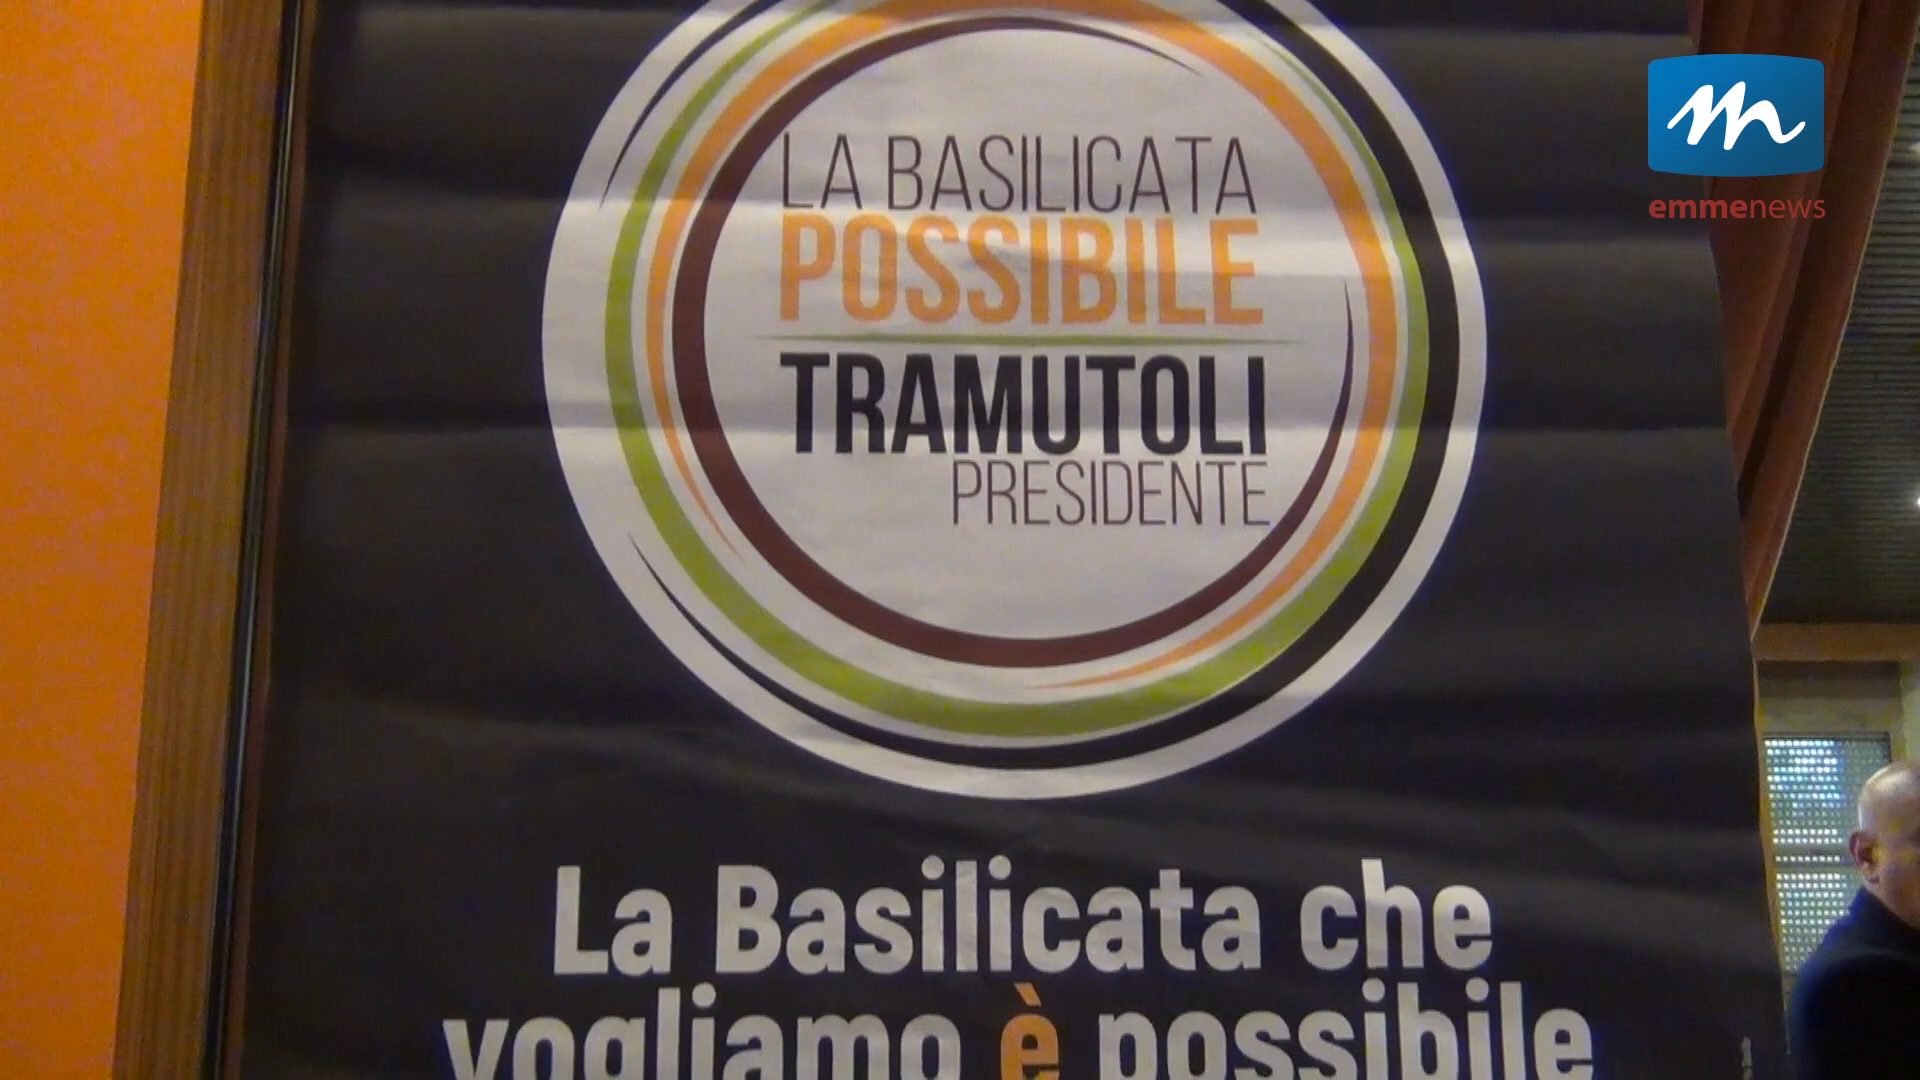 LA BASILICATA
POSSIBILE
TRAMUTOLI
PRESIDENTE
La Basilicata che
vogliamo è possibile
emmenews